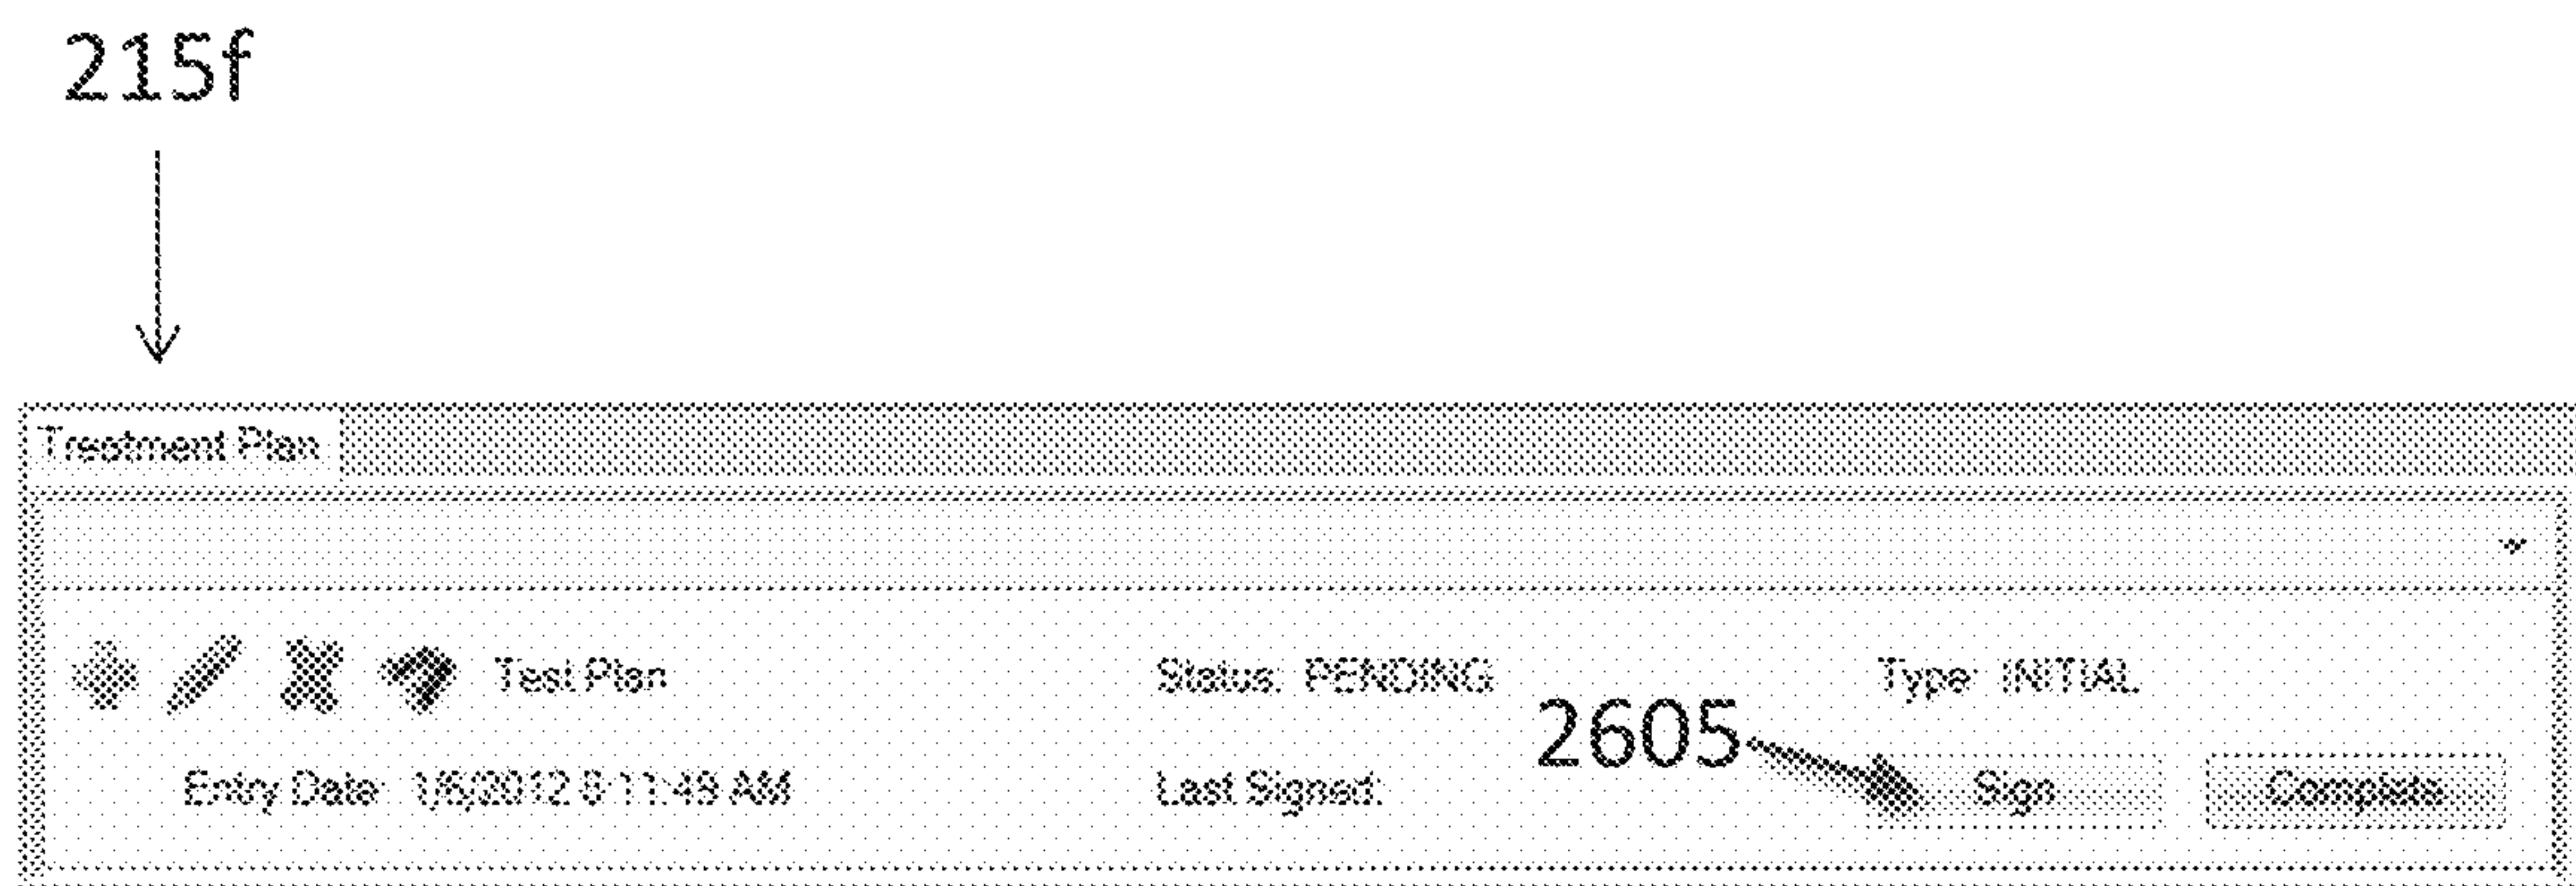 215f
Treatment Plan
Test Plan Status: PENDING Type: INITIAL
2605
Entry Date: 1/6/2012 8:11:49 AM Last Signed: Sign Complete